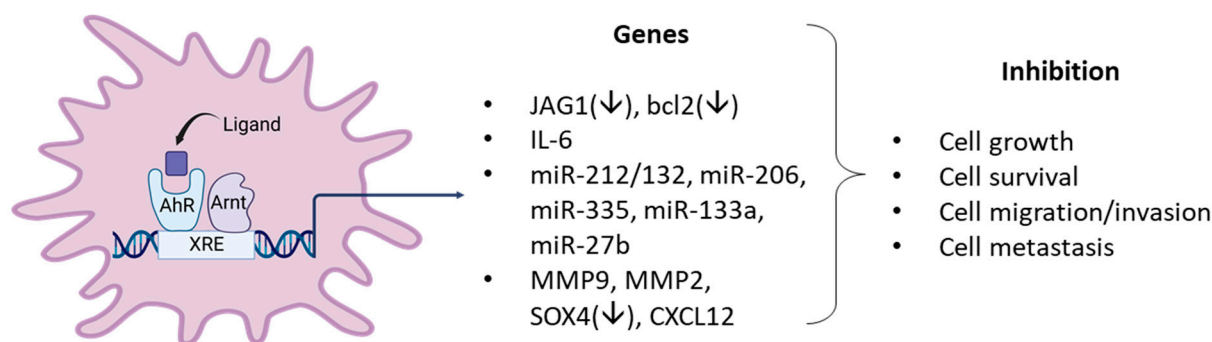 Ligand
AhR
Arnt
XRE
Genes
• JAG1(↓), bcl2(↓)
• IL-6
• miR-212/132, miR-206,
miR-335, miR-133a,
miR-27b
• MMP9, MMP2,
SOX4(↓), CXCL12
Inhibition
• Cell growth
• Cell survival
• Cell migration/invasion
• Cell metastasis